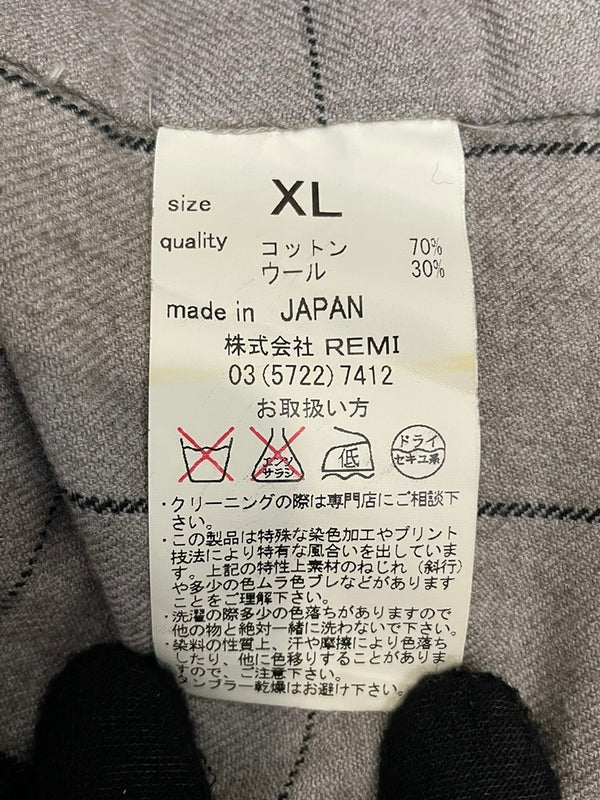 size XL
quality コットン 70%
ウール 30%
made in JAPAN
株式会社 REMI
03(5722)7412
お取扱い方
エンソ
サラシ
低
ドライ
セキユ系
・クリーニングの際は専門店にご相談下
さい。
・この製品は特殊な染色加工やプリント
技法により特有な風合いを出していま
す。上記の特性上素材のねじれ(斜行)
や多少の色ムラ色ブレなどがあります
ことをご理解下さい。
・洗濯の際多少の色落ちがありますので
他の物と絶対一緒に洗わないで下さい。
・染料の性質上、汗や摩擦により色落ち
したり、他に色移りすることがありま
すので、ご注意下さい。
タンブラー乾燥はお避け下さい。